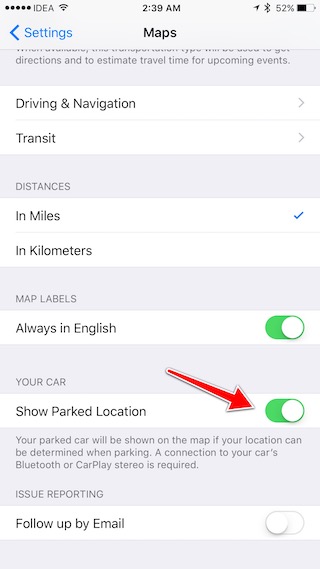 IDEA 2:39 AM 52%
Settings Maps
When available, this transportation type will be used to get
directions and to estimate travel time for upcoming events.
Driving & Navigation
Transit
DISTANCES
In Miles
In Kilometers
MAP LABELS
Always in English
YOUR CAR
Show Parked Location
Your parked car will be shown on the map if your location can
be determined when parking. A connection to your car's
Bluetooth or CarPlay stereo is required.
ISSUE REPORTING
Follow up by Email